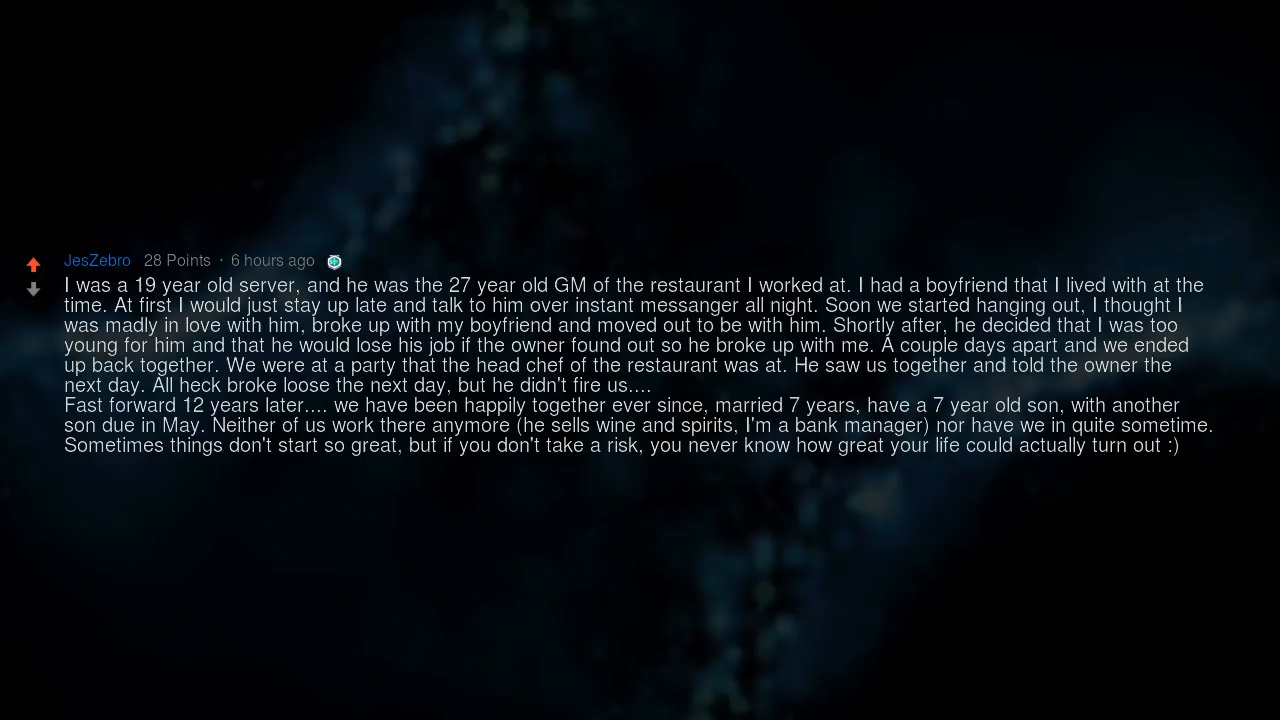 JesZebro 28 Points · 6 hours ago
I was a 19 year old server, and he was the 27 year old GM of the restaurant I worked at. I had a boyfriend that I lived with at the
time. At first I would just stay up late and talk to him over instant messanger all night. Soon we started hanging out, I thought I
was madly in love with him, broke up with my boyfriend and moved out to be with him. Shortly after, he decided that I was too
young for him and that he would lose his job if the owner found out so he broke up with me. A couple days apart and we ended
up back together. We were at a party that the head chef of the restaurant was at. He saw us together and told the owner the
next day. All heck broke loose the next day, but he didn't fire us....
Fast forward 12 years later.... we have been happily together ever since, married 7 years, have a 7 year old son, with another
son due in May. Neither of us work there anymore (he sells wine and spirits, I'm a bank manager) nor have we in quite sometime.
Sometimes things don't start so great, but if you don't take a risk, you never know how great your life could actually turn out :)